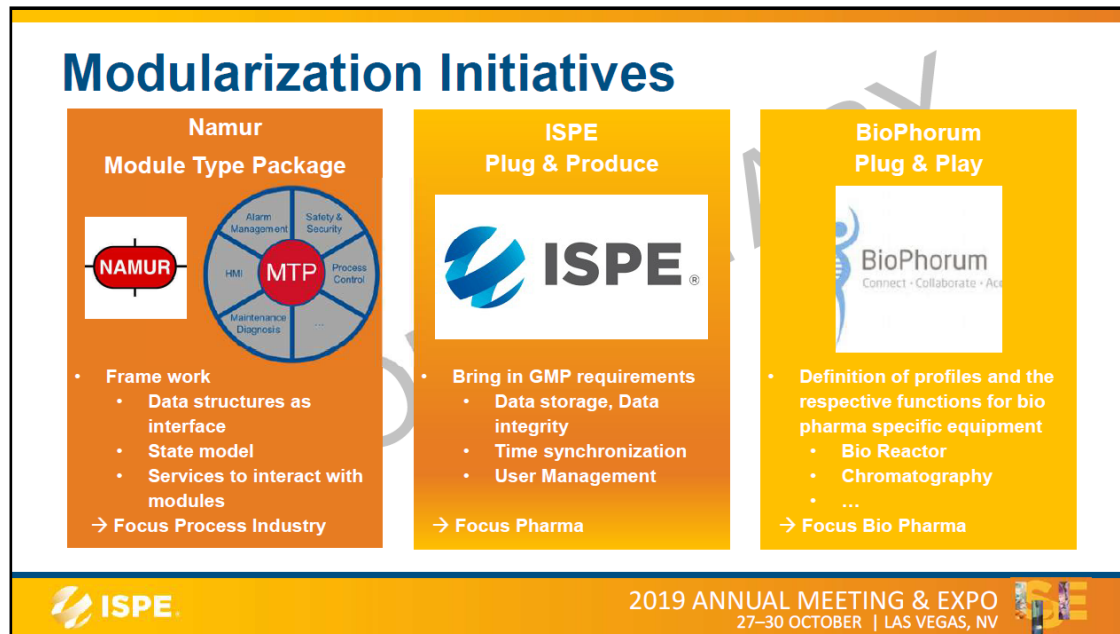 Modularization Initiatives
Namur
Module Type Package
NAMUR
Alarm
Management
Safety &
Security
HMI
MTP
Process
Control
Maintenance
Diagnosis
...
• Frame work
• Data structures as
interface
• State model
• Services to interact with
modules
→ Focus Process Industry
ISPE
Plug & Produce
ISPE®
• Bring in GMP requirements
• Data storage, Data
integrity
• Time synchronization
• User Management
→ Focus Pharma
BioPhorum
Plug & Play
BioPhorum
Connect • Collaborate • Acc
• Definition of profiles and the
respective functions for bio
pharma specific equipment
• Bio Reactor
• Chromatography
• ...
→ Focus Bio Pharma
ISPE®
2019 ANNUAL MEETING & EXPO
27–30 OCTOBER | LAS VEGAS, NV